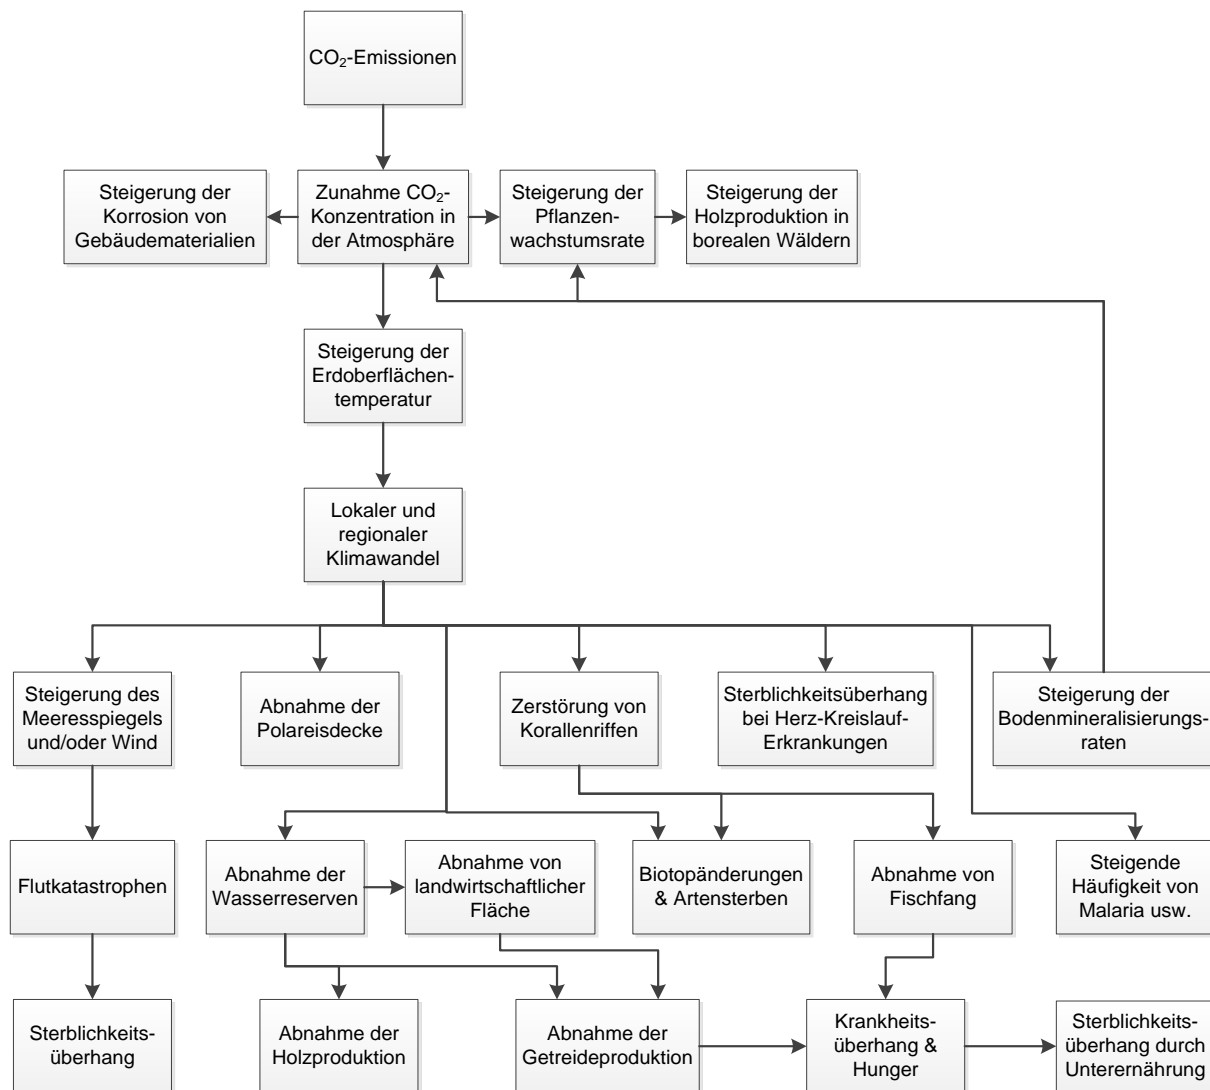 CO₂-Emissionen
Steigerung der
Korrosion von
Gebäudematerialien
Zunahme CO₂-
Konzentration in
der Atmosphäre
Steigerung der
Pflanzen-
wachstumsrate
Steigerung der
Holzproduktion in
borealen Wäldern
Steigerung der
Erdoberflächen-
temperatur
Lokaler und
regionaler
Klimawandel
Steigerung des
Meeresspiegels
und/oder Wind
Abnahme der
Polareisdecke
Zerstörung von
Korallenriffen
Sterblichkeitsüberhang
bei Herz-Kreislauf-
Erkrankungen
Steigerung der
Bodenmineralisierungs-
raten
Flutkatastrophen
Abnahme der
Wasserreserven
Abnahme von
landwirtschaftlicher
Fläche
Biotopänderungen
& Artensterben
Abnahme von
Fischfang
Steigende
Häufigkeit von
Malaria usw.
Sterblichkeits-
überhang
Abnahme der
Holzproduktion
Abnahme der
Getreideproduktion
Krankheits-
überhang &
Hunger
Sterblichkeits-
überhang durch
Unterernährung